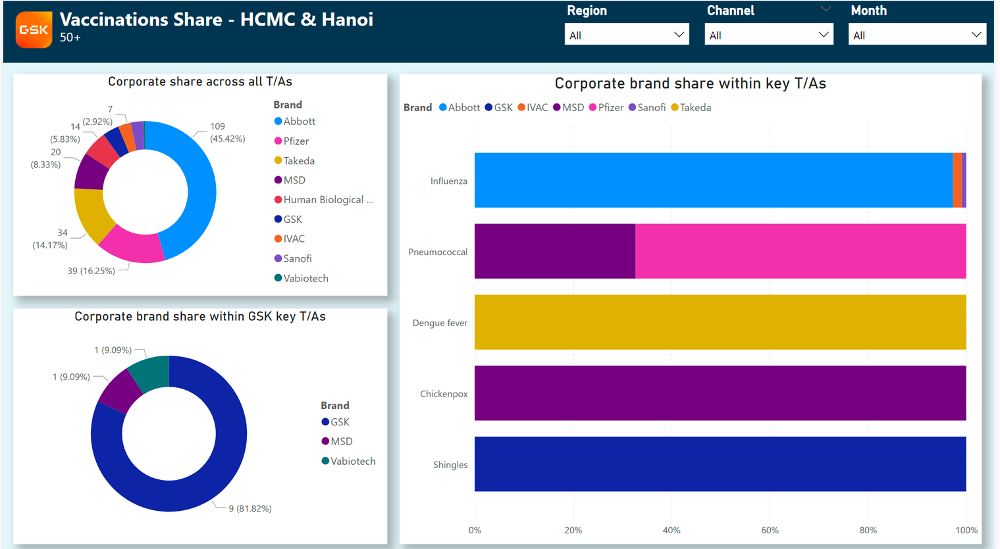 GSK
Vaccinations Share - HCMC & Hanoi
50+
Region
All
Channel
All
Month
All
Corporate share across all T/As
7
(2.92%)
14
(5.83%)
20
(8.33%)
34
(14.17%)
39 (16.25%)
109
(45.42%)
Brand
Abbott
Pfizer
Takeda
MSD
Human Biological ...
GSK
IVAC
Sanofi
Vabiotech
Corporate brand share within GSK key T/As
1 (9.09%)
1 (9.09%)
9 (81.82%)
Brand
GSK
MSD
Vabiotech
Corporate brand share within key T/As
Brand Abbott GSK IVAC MSD Pfizer Sanofi Takeda
Influenza
Pneumococcal
Dengue fever
Chickenpox
Shingles
0% 20% 40% 60% 80% 100%